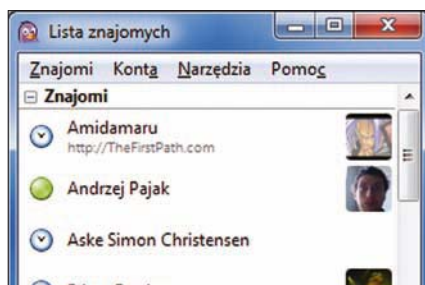 Lista znajomych
Znajomi Konta Narzędzia Pomoc
Znajomi
Amidamaru
http://TheFirstPath.com
Andrzej Pajak
Aske Simon Christensen